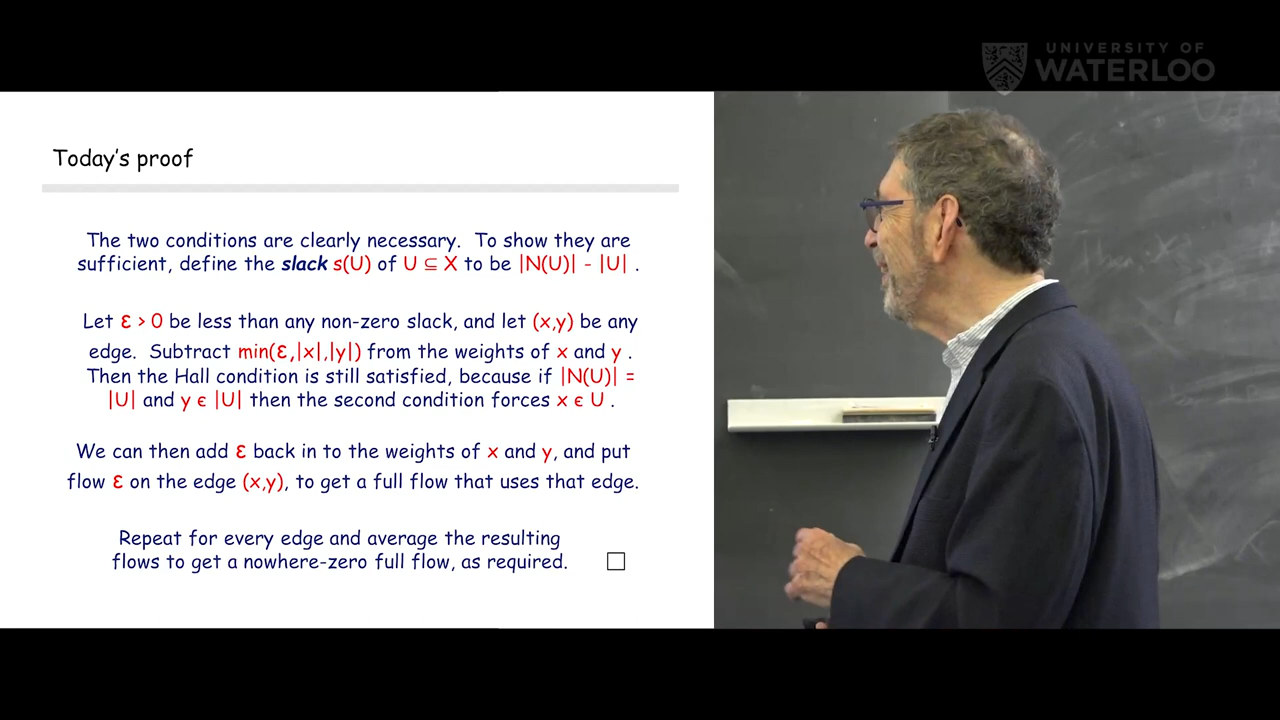 UNIVERSITY OF
WATERLOO
Today's proof
The two conditions are clearly necessary. To show they are
sufficient, define the slack s(U) of U ⊆ X to be |N(U)| - |U| .
Let ε > 0 be less than any non-zero slack, and let (x,y) be any
edge. Subtract min(ε,|x|,|y|) from the weights of x and y .
Then the Hall condition is still satisfied, because if |N(U)| =
|U| and y ϵ |U| then the second condition forces x ϵ U .
We can then add ε back in to the weights of x and y, and put
flow ε on the edge (x,y), to get a full flow that uses that edge.
Repeat for every edge and average the resulting
flows to get a nowhere-zero full flow, as required. □